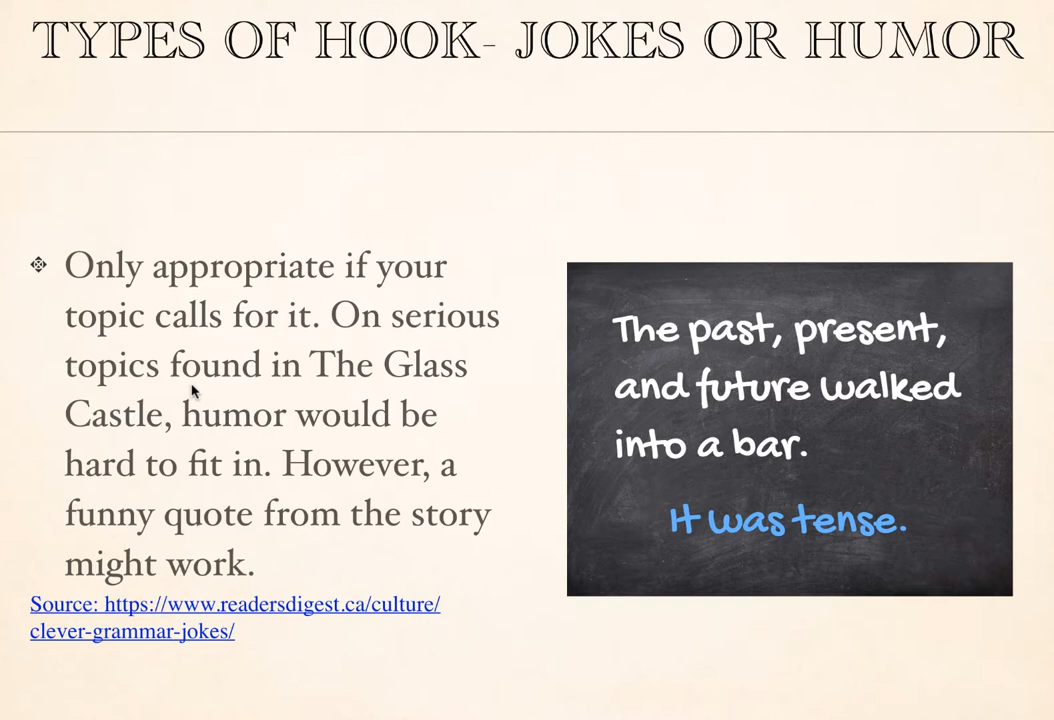 TYPES OF HOOK- JOKES OR HUMOR
Only appropriate if your
topic calls for it. On serious
topics found in The Glass
Castle, humor would be
hard to fit in. However, a
funny quote from the story
might work.
Source: https://www.readersdigest.ca/culture/
clever-grammar-jokes/
The past, present,
and future walked
into a bar.
It was tense.